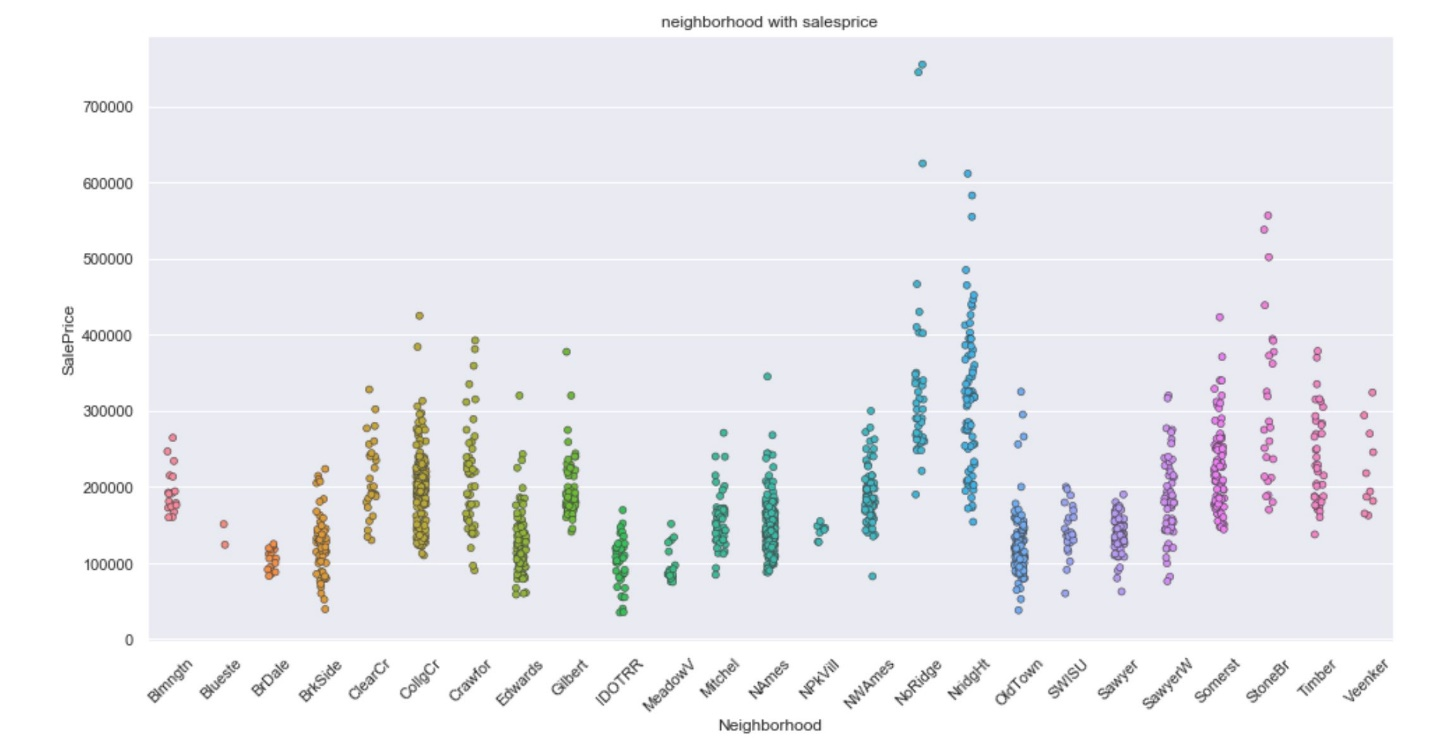 neighborhood with salesprice
SalePrice
700000
600000
500000
400000
300000
200000
100000
0
Blmngtn
Blueste
BrDale
BrkSide
ClearCr
CollgCr
Crawfor
Edwards
Gilbert
IDOTRR
MeadowV
Mitchel
NAmes
NPkVill
NWAmes
NoRidge
NridgHt
OldTown
SWISU
Sawyer
SawyerW
Somerst
StoneBr
Timber
Veenker
Neighborhood